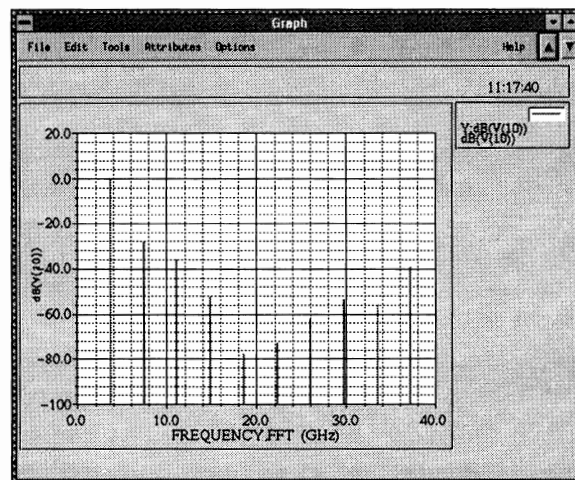 Graph
File Edit Tools Attributes Options Help
11:17:40
Y:dB(V(10))
dB(V(10))
20.0
0.0
-20.0
-40.0
-60.0
-80.0
-100
dB(V(10))
0.0 10.0 20.0 30.0 40.0
FREQUENCY,FFT (GHz)